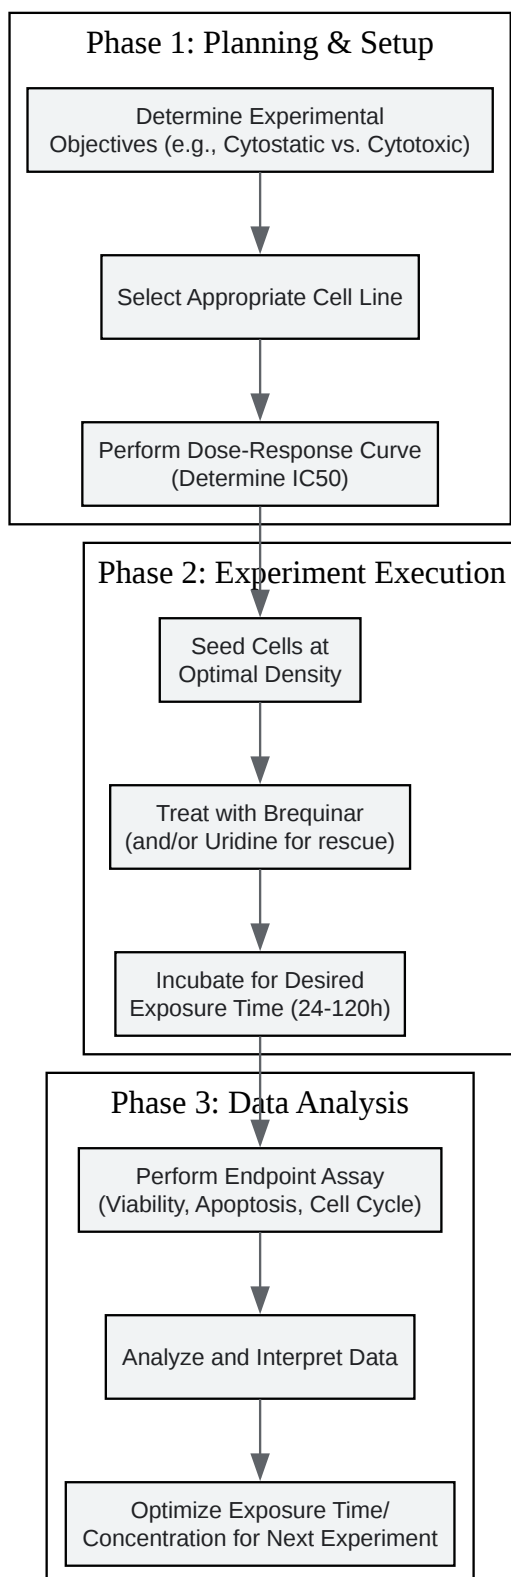 Phase 1: Planning & Setup
Determine Experimental
Objectives (e.g., Cytostatic vs. Cytotoxic)
Select Appropriate Cell Line
Perform Dose-Response Curve
(Determine IC50)
Phase 2: Experiment Execution
Seed Cells at
Optimal Density
Treat with Brequinar
(and/or Uridine for rescue)
Incubate for Desired
Exposure Time (24-120h)
Phase 3: Data Analysis
Perform Endpoint Assay
(Viability, Apoptosis, Cell Cycle)
Analyze and Interpret Data
Optimize Exposure Time/
Concentration for Next Experiment